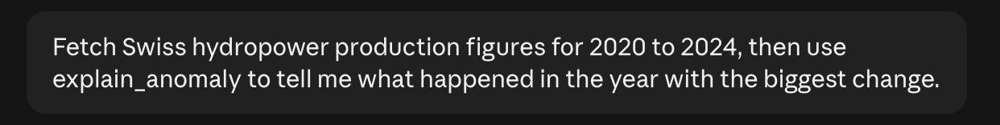 Fetch Swiss hydropower production figures for 2020 to 2024, then use
explain_anomaly to tell me what happened in the year with the biggest change.